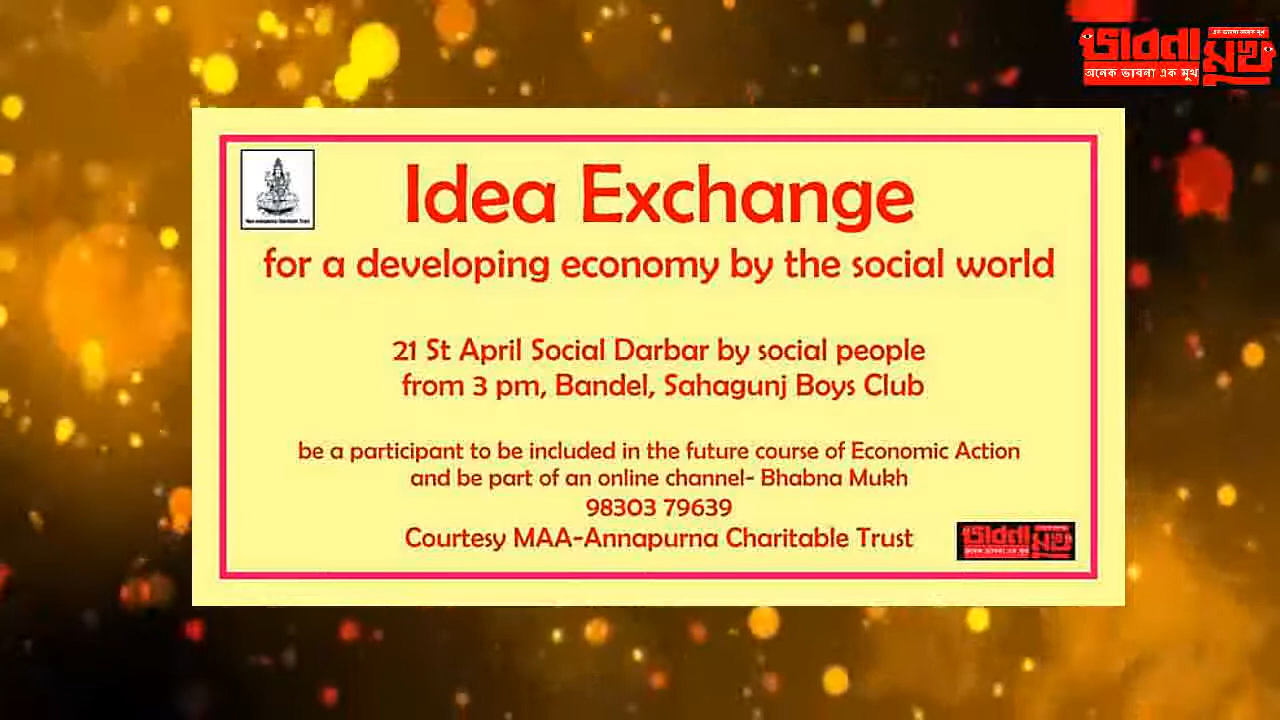 এক ভাবনা অনেক মুখ
ভাবনা মুখ
অনেক ভাবনা এক মুখ
Idea Exchange
for a developing economy by the social world
21 St April Social Darbar by social people
from 3 pm, Bandel, Sahagunj Boys Club
be a participant to be included in the future course of Economic Action
and be part of an online channel- Bhabna Mukh
98303 79639
Courtesy MAA-Annapurna Charitable Trust
ভাবনা মুখ
অনেক ভাবনা এক মুখ